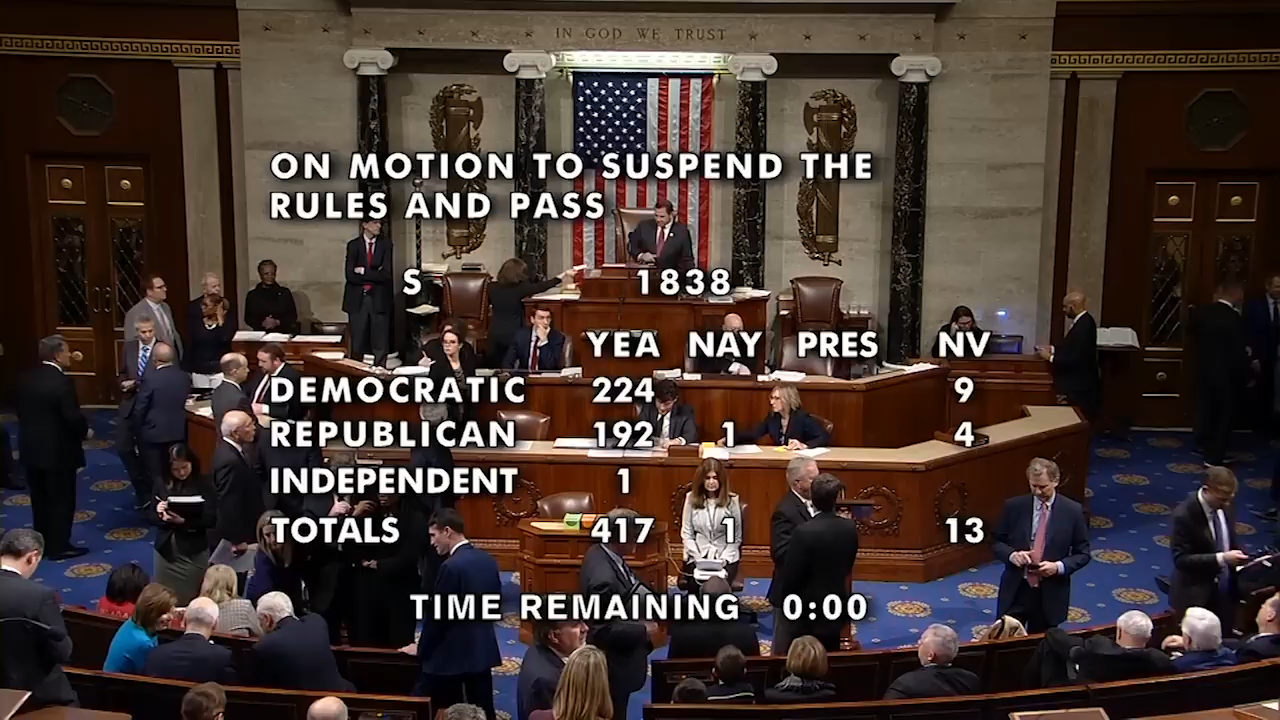 IN GOD WE TRUST
ON MOTION TO SUSPEND THE
RULES AND PASS
S 1838
YEA NAY PRES NV
DEMOCRATIC 224 9
REPUBLICAN 192 1 4
INDEPENDENT 1
TOTALS 417 1 13
TIME REMAINING 0:00